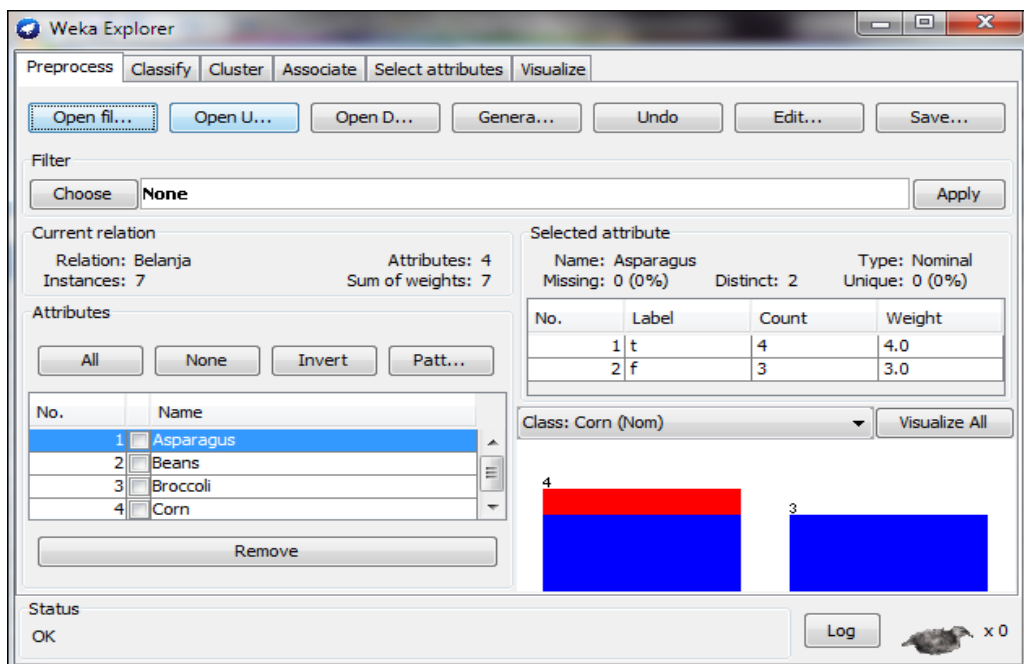 Weka Explorer
Preprocess Classify Cluster Associate Select attributes Visualize
Open fil... Open U... Open D... Genera... Undo Edit... Save...
Filter
Choose None Apply
Current relation
Relation: Belanja Attributes: 4
Instances: 7 Sum of weights: 7
Selected attribute
Name: Asparagus Type: Nominal
Missing: 0 (0%) Distinct: 2 Unique: 0 (0%)
No. Label Count Weight
1 t 4 4.0
2 f 3 3.0
Attributes
All None Invert Patt...
No. Name
1 Asparagus
2 Beans
3 Broccoli
4 Corn
Remove
Class: Corn (Nom) Visualize All
4
3
Status
OK
Log x 0